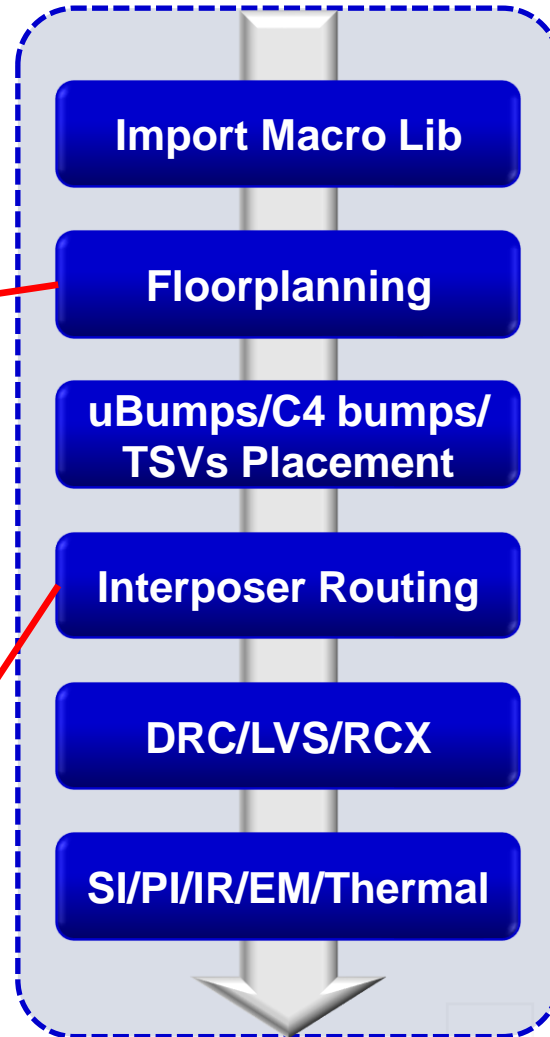 Import Macro Lib
Floorplanning
uBumps/C4 bumps/
TSVs Placement
Interposer Routing
DRC/LVS/RCX
SI/PI/IR/EM/Thermal